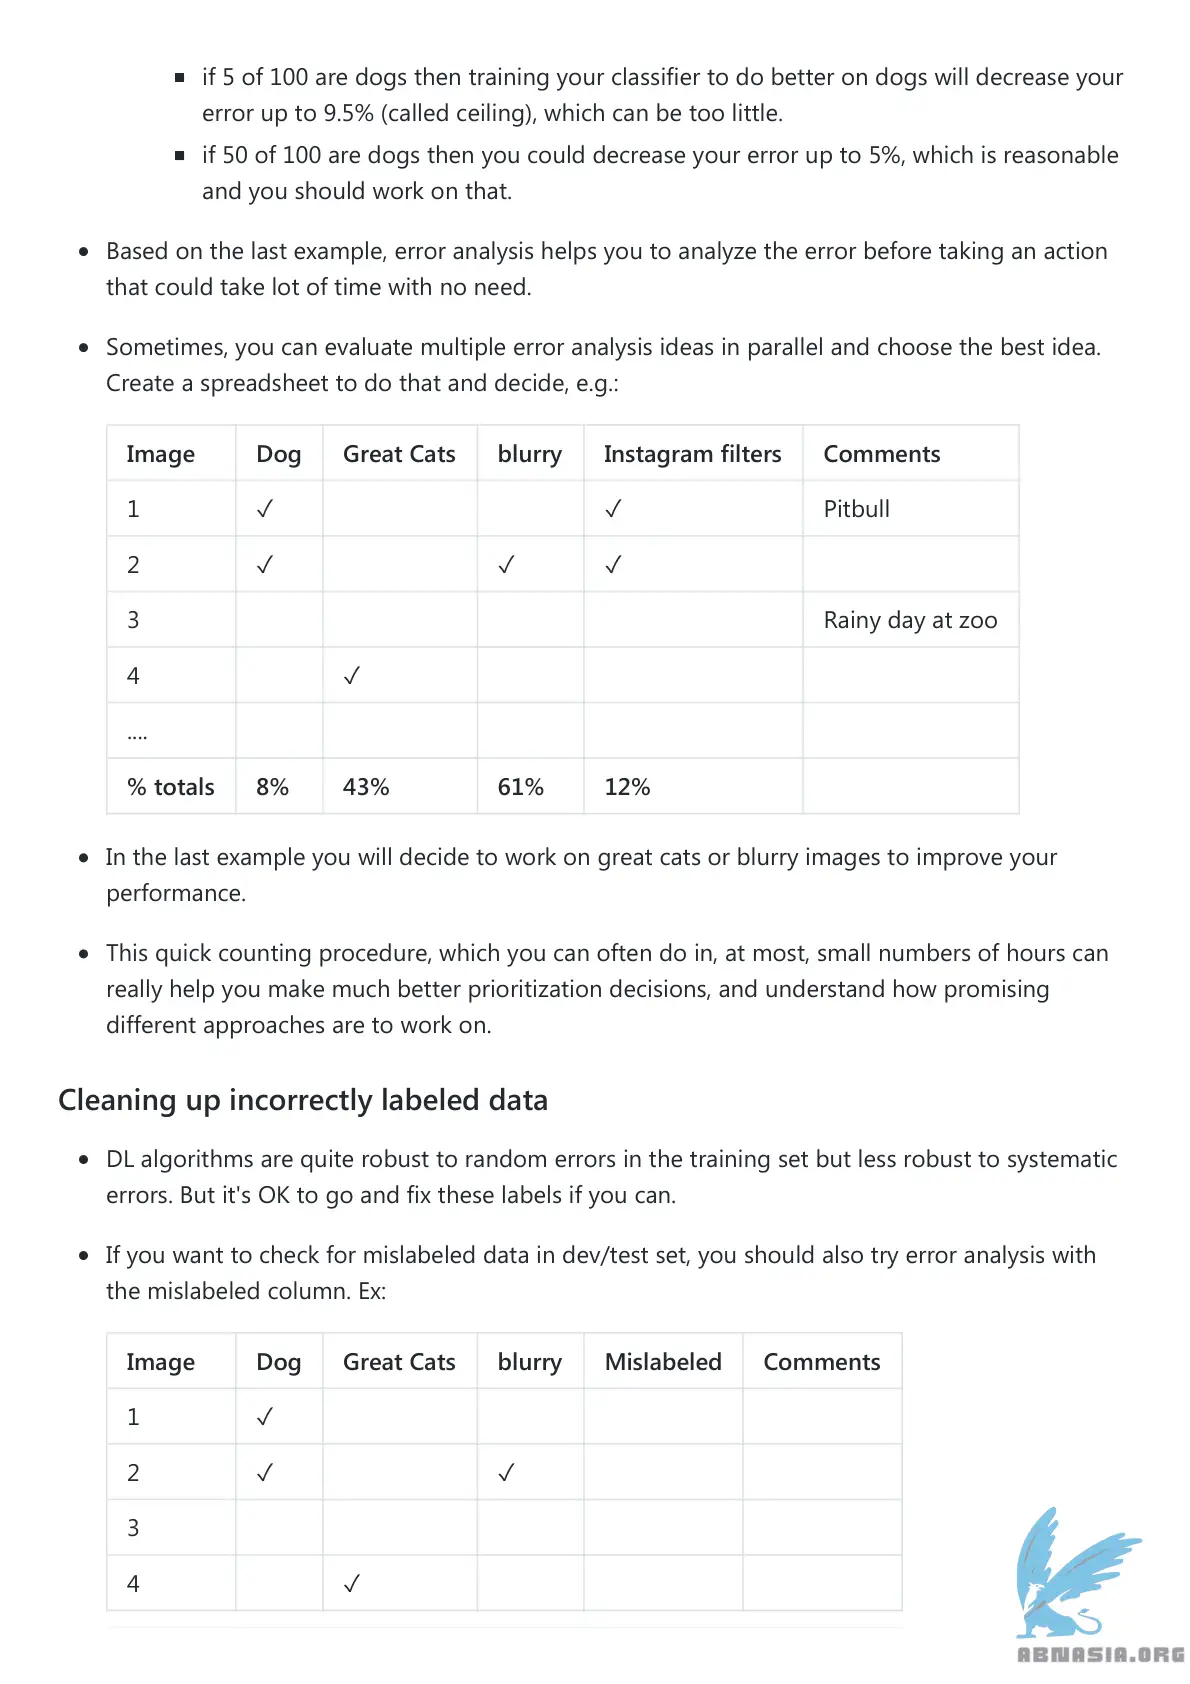 ▪ if 5 of 100 are dogs then training your classifier to do better on dogs will decrease your
error up to 9.5% (called ceiling), which can be too little.
▪ if 50 of 100 are dogs then you could decrease your error up to 5%, which is reasonable
and you should work on that.
• Based on the last example, error analysis helps you to analyze the error before taking an action
that could take lot of time with no need.
• Sometimes, you can evaluate multiple error analysis ideas in parallel and choose the best idea.
Create a spreadsheet to do that and decide, e.g.:
Image Dog Great Cats blurry Instagram filters Comments
1 ✓ ✓ Pitbull
2 ✓ ✓ ✓
3 Rainy day at zoo
4 ✓
....
% totals 8% 43% 61% 12%
• In the last example you will decide to work on great cats or blurry images to improve your
performance.
• This quick counting procedure, which you can often do in, at most, small numbers of hours can
really help you make much better prioritization decisions, and understand how promising
different approaches are to work on.
Cleaning up incorrectly labeled data
• DL algorithms are quite robust to random errors in the training set but less robust to systematic
errors. But it's OK to go and fix these labels if you can.
• If you want to check for mislabeled data in dev/test set, you should also try error analysis with
the mislabeled column. Ex:
Image Dog Great Cats blurry Mislabeled Comments
1 ✓
2 ✓ ✓
3
4 ✓
ABNASIA.ORG